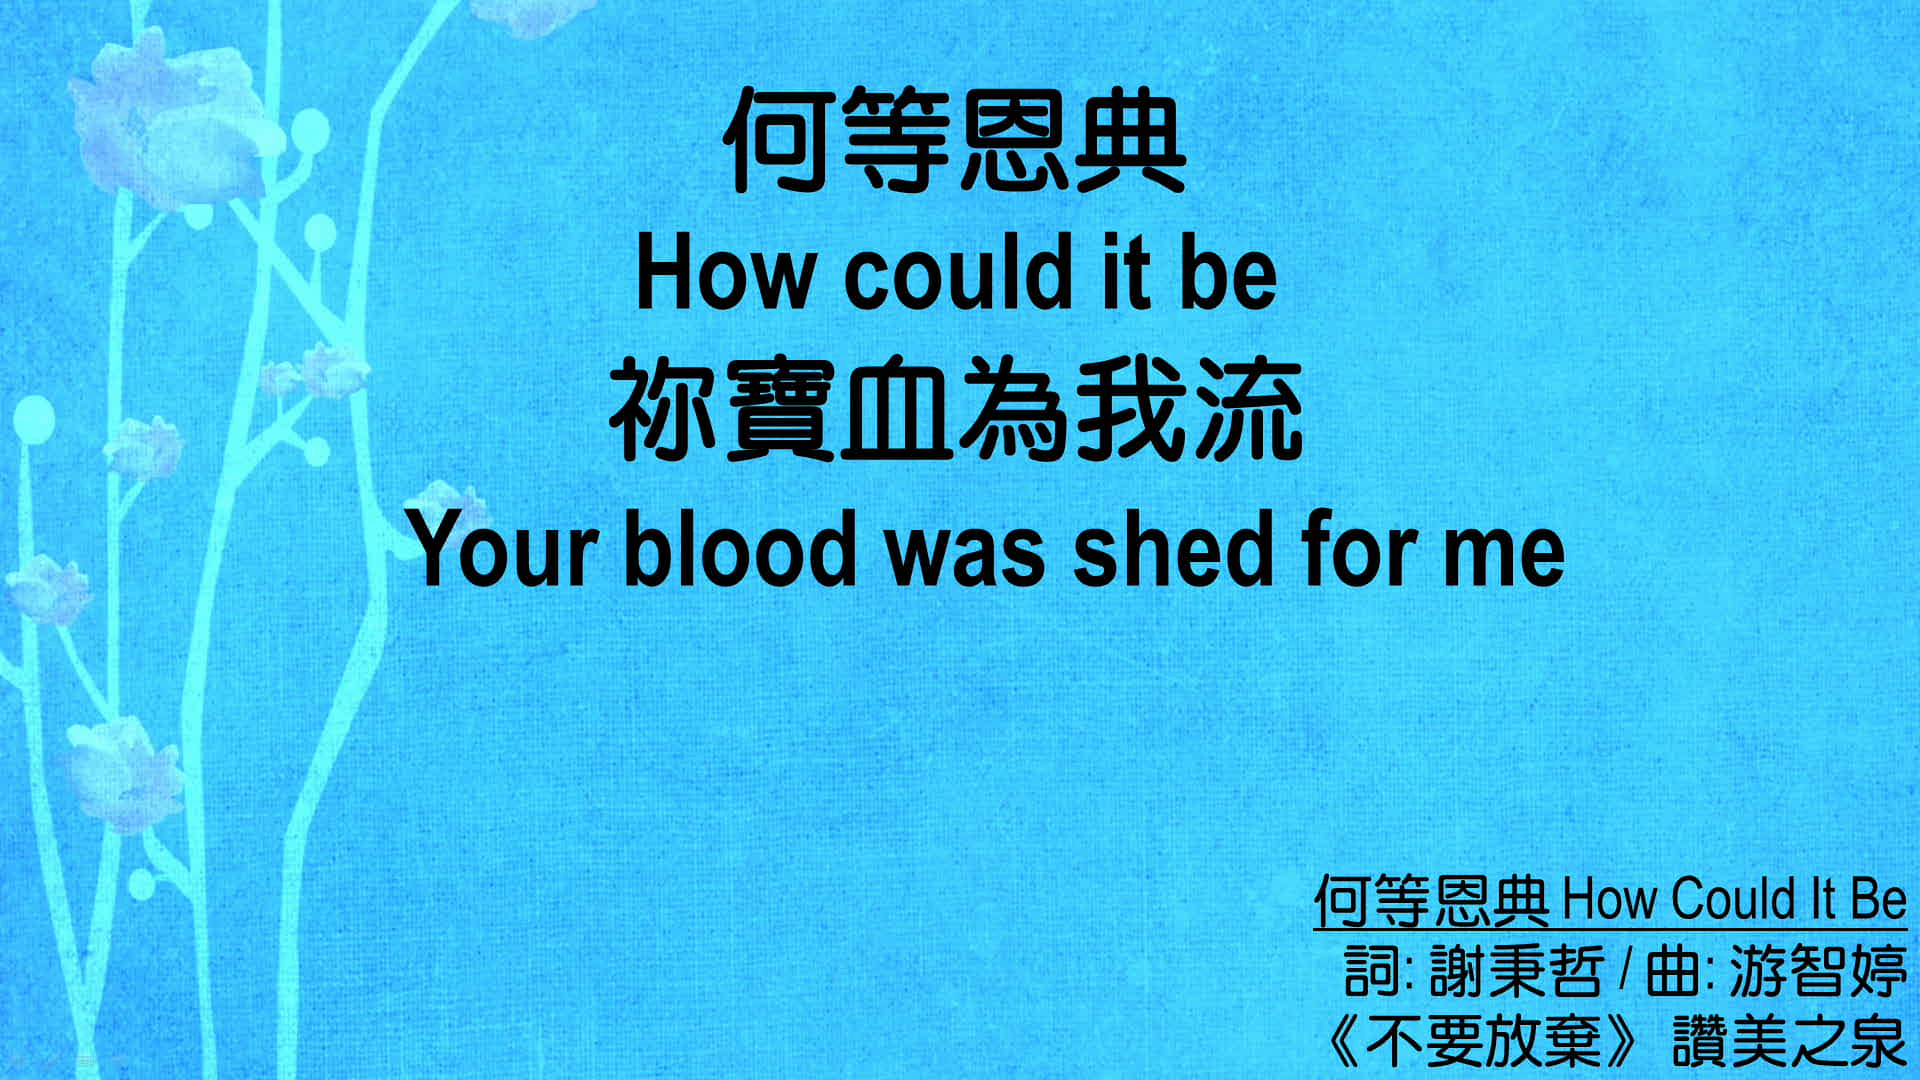 何等恩典
How could it be
祢寶血為我流
Your blood was shed for me
何等恩典 How Could It Be
詞: 謝秉哲 / 曲: 游智婷
《不要放棄》 讚美之泉